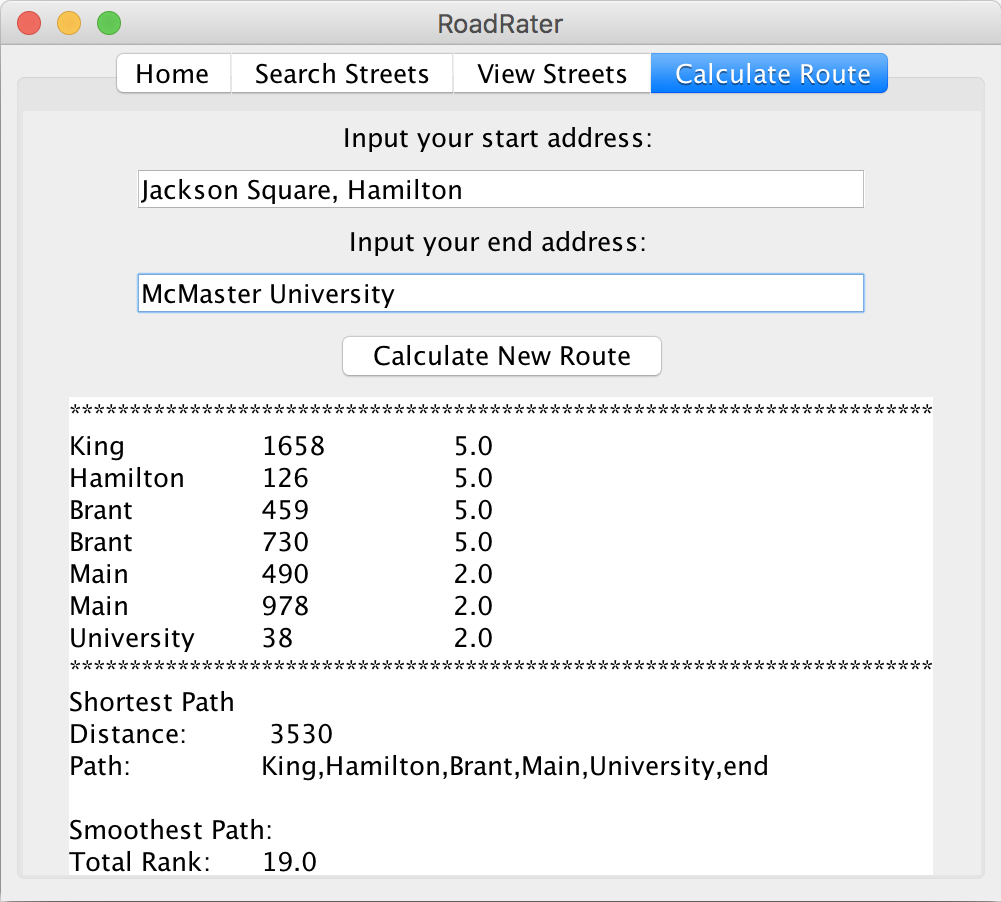 RoadRater
Home Search Streets View Streets Calculate Route
Input your start address:
Jackson Square, Hamilton
Input your end address:
McMaster University
Calculate New Route
************************************************************************
King 1658 5.0
Hamilton 126 5.0
Brant 459 5.0
Brant 730 5.0
Main 490 2.0
Main 978 2.0
University 38 2.0
************************************************************************
Shortest Path
Distance: 3530
Path: King,Hamilton,Brant,Main,University,end
Smoothest Path:
Total Rank: 19.0